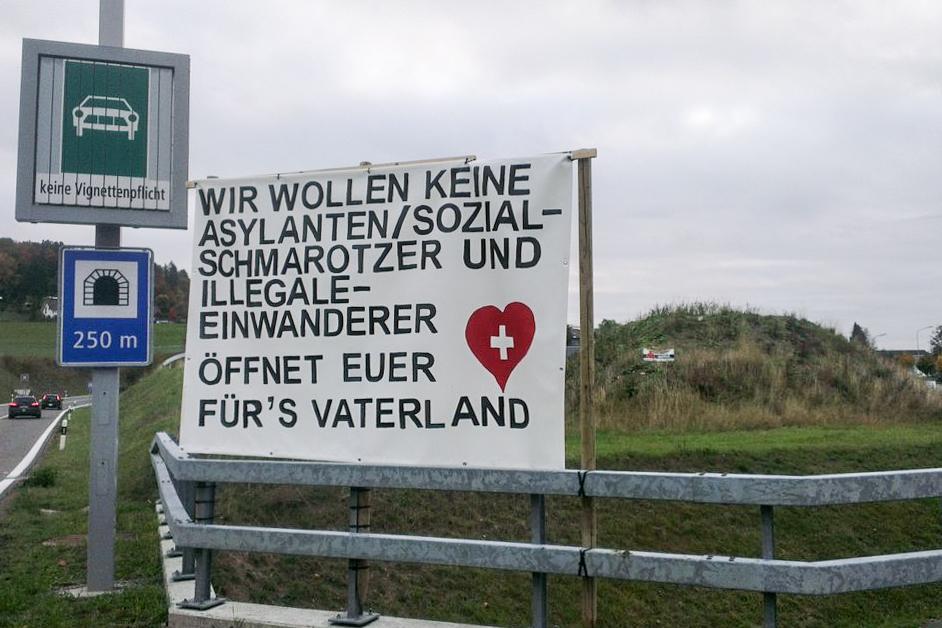 keine Vignettenpflicht
250 m
WIR WOLLEN KEINE
ASYLANTEN/SOZIAL-
SCHMAROTZER UND
ILLEGALE-
EINWANDERER
ÖFFNET EUER
FÜR'S VATERLAND